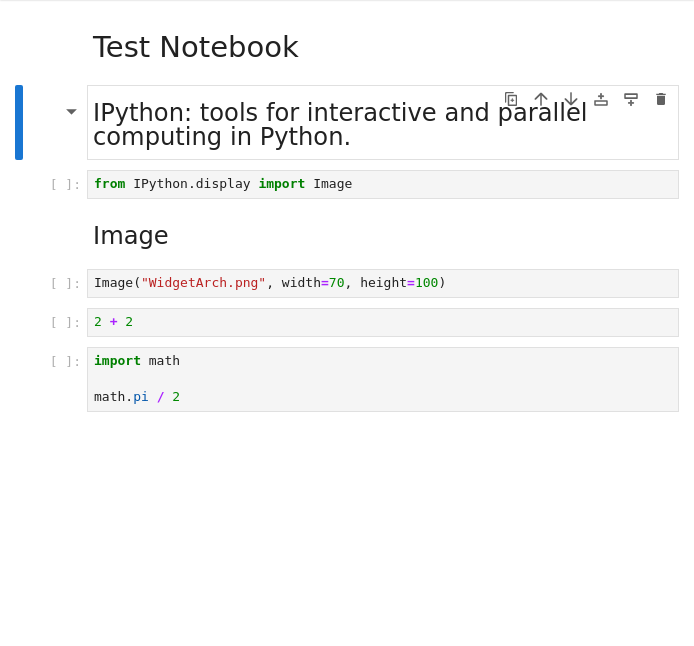 Test Notebook
IPython: tools for interactive and parallel
computing in Python.
[ ]: from IPython.display import Image
Image
[ ]: Image("WidgetArch.png", width=70, height=100)
[ ]: 2 + 2
[ ]: import math
math.pi / 2